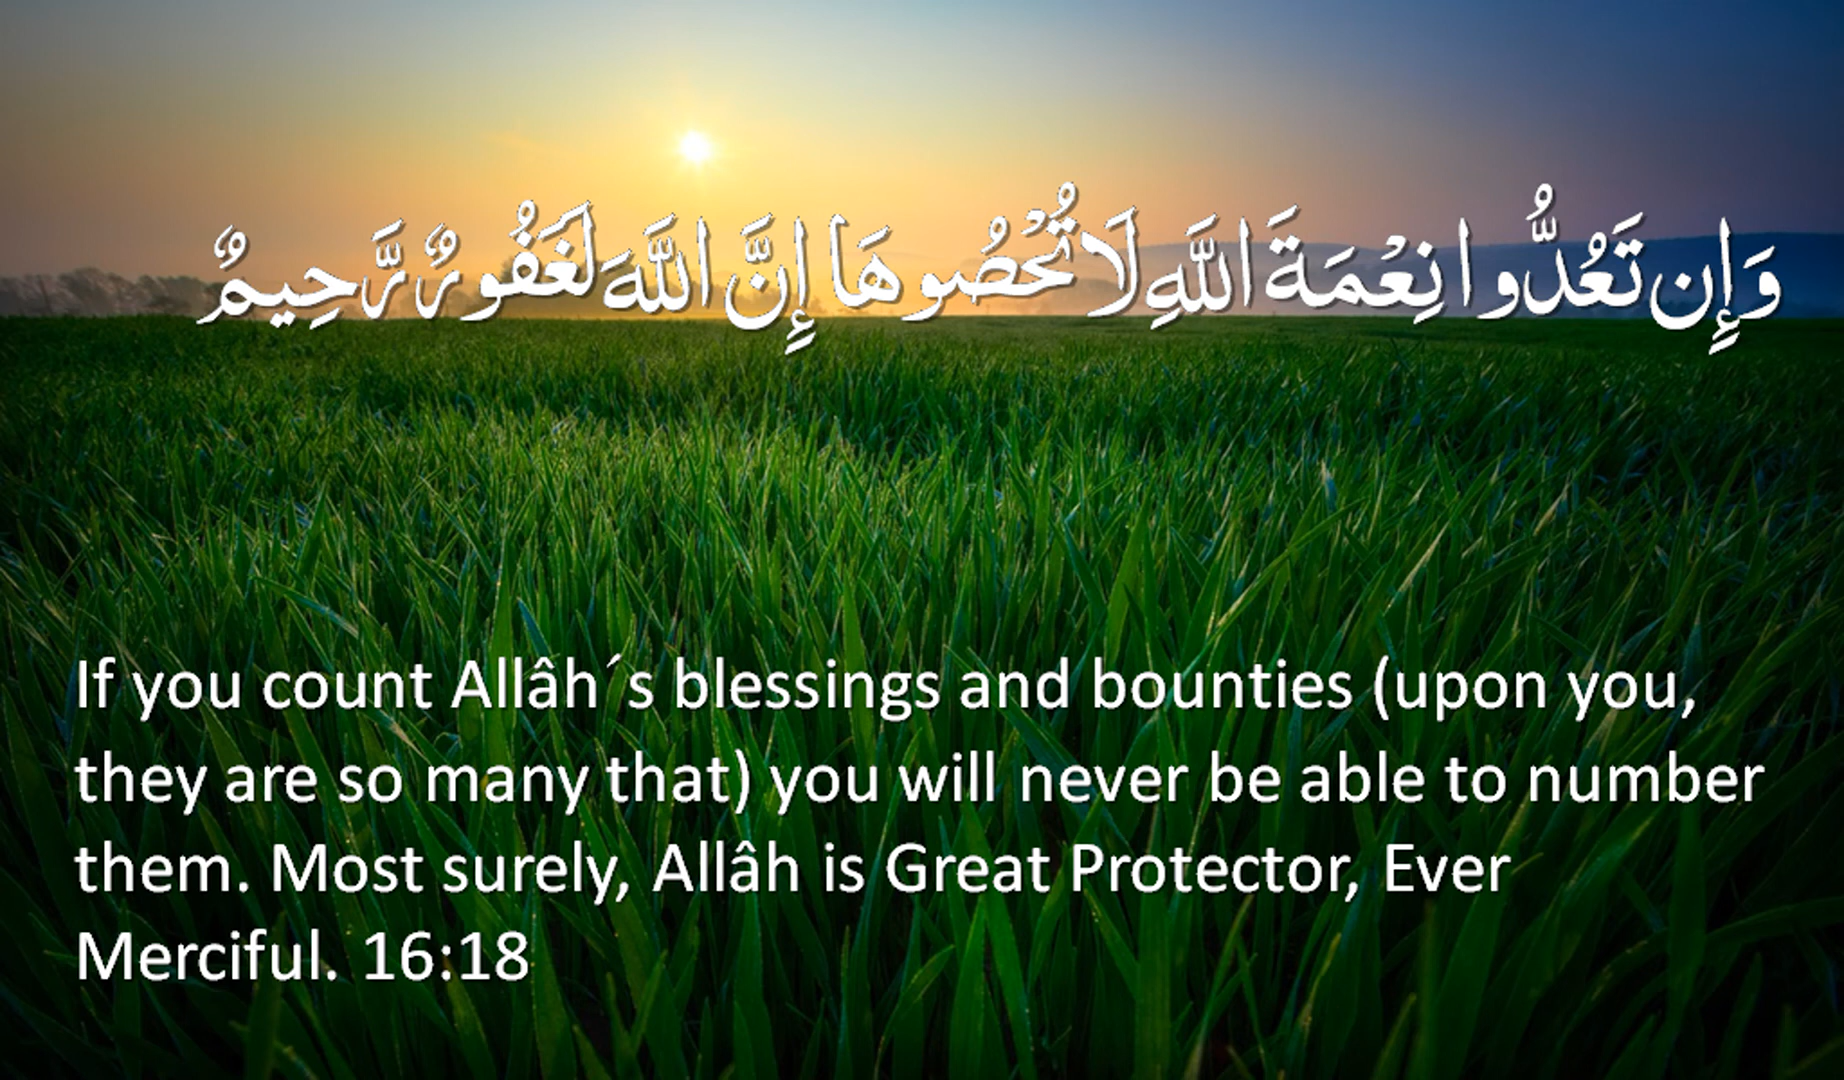 وَإِن تَعُدُّوا نِعْمَةَ اللَّهِ لَا تُحْصُوهَا إِنَّ اللَّهَ لَغَفُورٌ رَّحِيمٌ
If you count Allâh´s blessings and bounties (upon you,
they are so many that) you will never be able to number
them. Most surely, Allâh is Great Protector, Ever
Merciful. 16:18